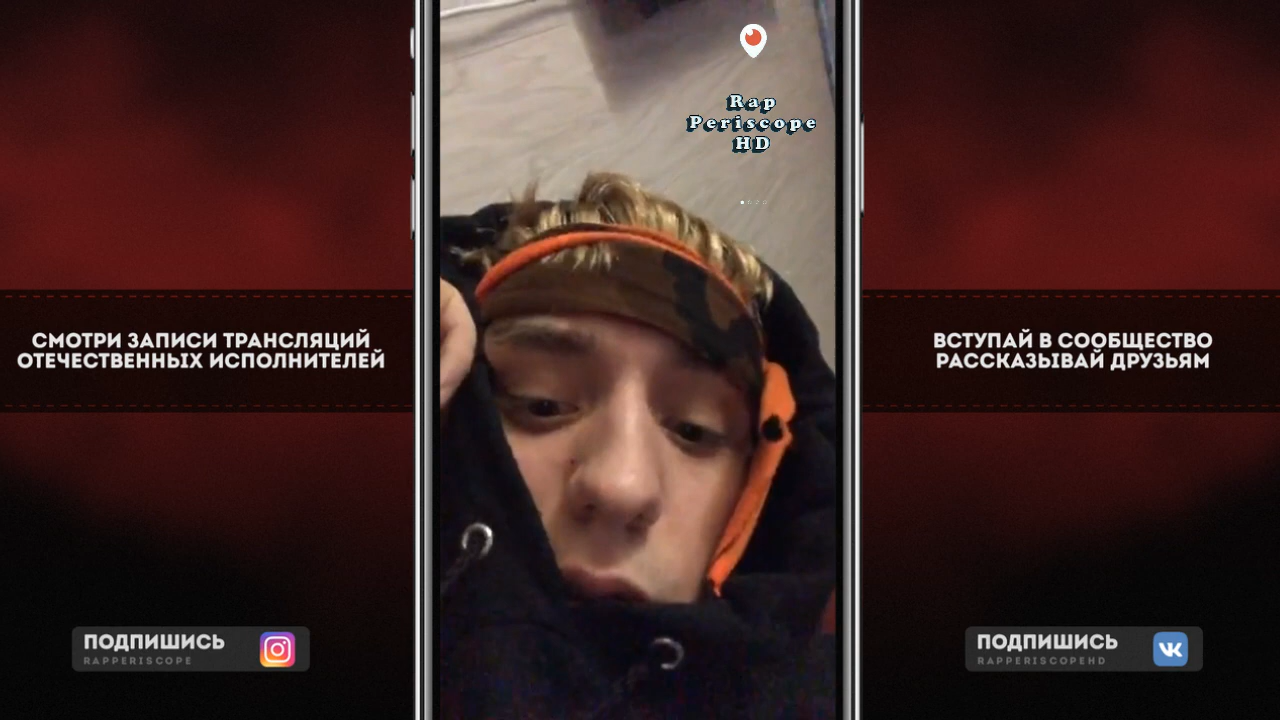 Rap
Periscope
HD
СМОТРИ ЗАПИСИ ТРАНСЛЯЦИЙ
ОТЕЧЕСТВЕННЫХ ИСПОЛНИТЕЛЕЙ
ВСТУПАЙ В СООБЩЕСТВО
РАССКАЗЫВАЙ ДРУЗЬЯМ
ПОДПИШИСЬ
RAPPERISCOPE
ПОДПИШИСЬ
RAPPERISCOPEHD